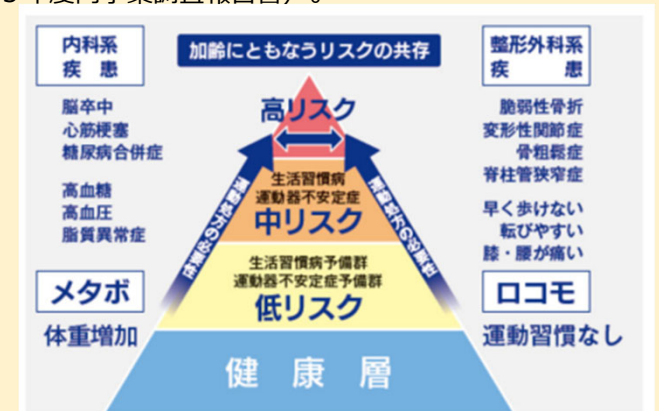 調査報告書）。
加齢にともなうリスクの共存
内科系
疾患
脳卒中
心筋梗塞
糖尿病合併症
高血糖
高血圧
脂質異常症
メタボ
体重増加
高リスク
生活習慣病
運動器不安定症
中リスク
生活習慣病予備群
運動器不安定症予備群
低リスク
健康層
整形外科系
疾患
脆弱性骨折
変形性関節症
骨粗鬆症
脊柱管狭窄症
早く歩けない
転びやすい
膝・腰が痛い
ロコモ
運動習慣なし